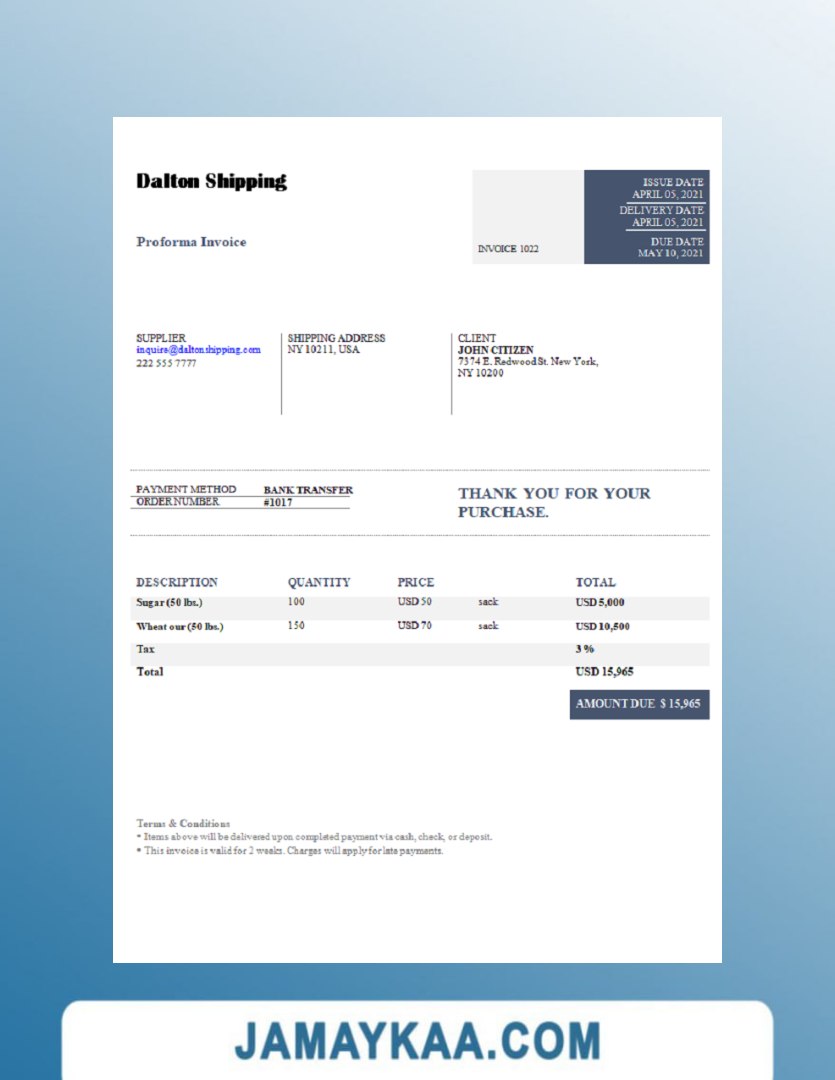 Dalton Shipping
Proforma Invoice
INVOICE 1022
ISSUE DATE
APRIL 05, 2021
DELIVERY DATE
APRIL 05, 2021
DUE DATE
MAY 10, 2021
SUPPLIER
inquire@daltonshipping.com
222 555 7777
SHIPPING ADDRESS
NY 10211, USA
CLIENT
JOHN CITIZEN
7374 E. Redwood St. New York,
NY 10200
PAYMENT METHOD BANK TRANSFER
ORDER NUMBER #1017
THANK YOU FOR YOUR
PURCHASE.
DESCRIPTION QUANTITY PRICE TOTAL
Sugar (50 lbs.) 100 USD 50 sack USD 5,000
Wheat our (50 lbs.) 150 USD 70 sack USD 10,500
Tax 3 %
Total USD 15,965
AMOUNT DUE $ 15,965
Terms & Conditions
* Items above will be delivered upon completed payment via cash, check, or deposit.
* This invoice is valid for 2 weeks. Charges will apply for late payments.
JAMAYKAA.COM